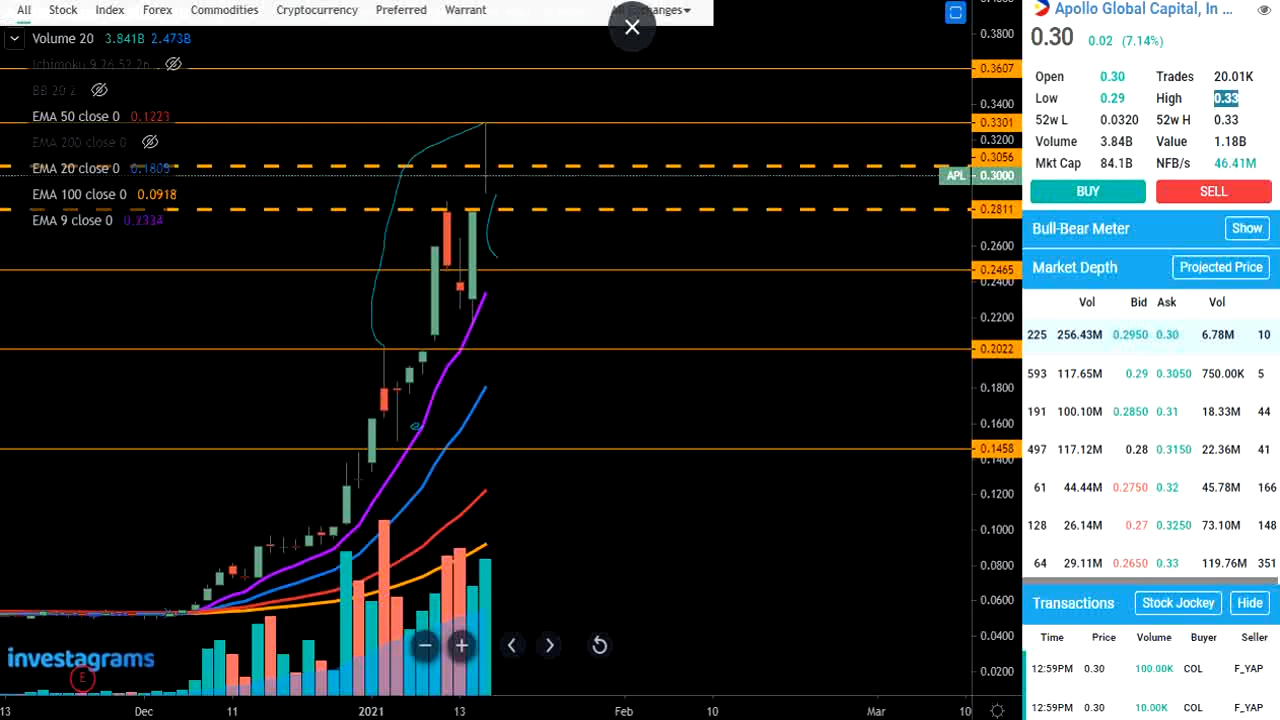 All Stock Index Forex Commodities Cryptocurrency Preferred Warrant
Volume 20 3.841B 2.473B
Ichimoku 9 26 52 26
BB 20 2
EMA 50 close 0 0.1223
EMA 200 close 0
EMA 20 close 0 0.1805
EMA 100 close 0 0.0918
EMA 9 close 0 0.2334
0.3800
0.3607
0.3400
0.3301
0.3200
0.3056
APL 0.3000
0.2811
0.2600
0.2465
0.2400
0.2200
0.2022
0.1800
0.1600
0.1458
0.1400
0.1200
0.1000
0.0800
0.0600
0.0400
0.0200
investagrams
E
13 Dec 11 2021 13 Feb 10 Mar 10
Apollo Global Capital, In ...
0.30 0.02 (7.14%)
Open 0.30 Trades 20.01K
Low 0.29 High 0.33
52w L 0.0320 52w H 0.33
Volume 3.84B Value 1.18B
Mkt Cap 84.1B NFB/s 46.41M
BUY SELL
Bull-Bear Meter Show
Market Depth Projected Price
Vol Bid Ask Vol
225 256.43M 0.2950 0.30 6.78M 10
593 117.65M 0.29 0.3050 750.00K 5
191 100.10M 0.2850 0.31 18.33M 44
497 117.12M 0.28 0.3150 22.36M 41
61 44.44M 0.2750 0.32 45.78M 166
128 26.14M 0.27 0.3250 73.10M 148
64 29.11M 0.2650 0.33 119.76M 351
Transactions Stock Jockey Hide
Time Price Volume Buyer Seller
12:59PM 0.30 100.00K COL F_YAP
12:59PM 0.30 10.00K COL F_YAP